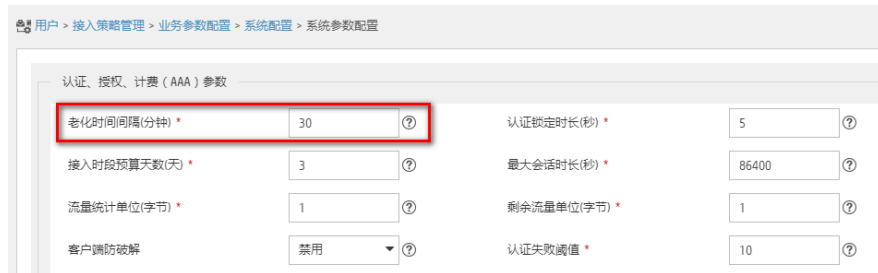 用户 > 接入策略管理 > 业务参数配置 > 系统配置 > 系统参数配置
认证、授权、计费（AAA）参数
老化时间间隔(分钟) * 30 ? 认证锁定时长(秒) * 5 ?
接入时段预算天数(天) * 3 ? 最大会话时长(秒) * 86400 ?
流量统计单位(字节) * 1 ? 剩余流量单位(字节) * 1 ?
客户端防破解 禁用 ? 认证失败阈值 * 10 ?